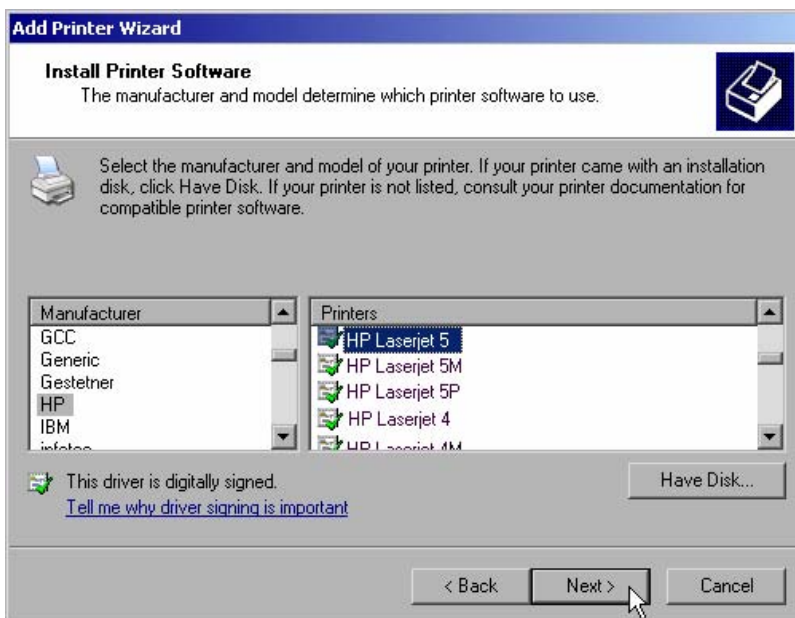 Add Printer Wizard
Install Printer Software
The manufacturer and model determine which printer software to use.
Select the manufacturer and model of your printer. If your printer came with an installation
disk, click Have Disk. If your printer is not listed, consult your printer documentation for
compatible printer software.
Manufacturer
GCC
Generic
Gestetner
HP
IBM
infotec
Printers
HP Laserjet 5
HP Laserjet 5M
HP Laserjet 5P
HP Laserjet 4
HP Laserjet 4M
This driver is digitally signed.
Tell me why driver signing is important
Have Disk...
< Back
Next >
Cancel